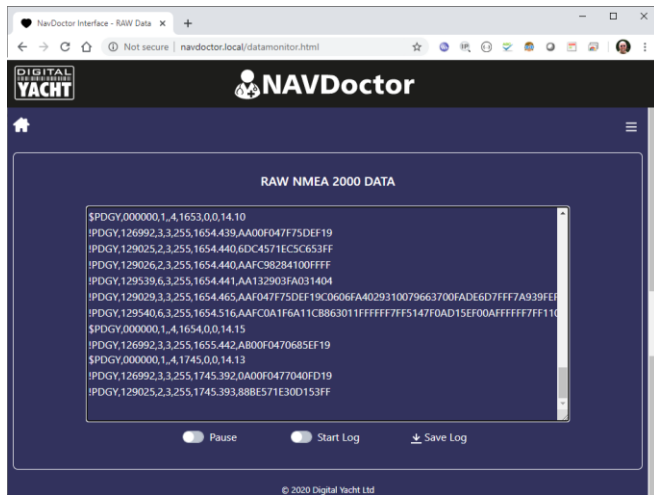 NavDoctor Interface - RAW Data
Not secure | navdoctor.local/datamonitor.html
DIGITAL
YACHT
NAVDoctor
RAW NMEA 2000 DATA
$PDGY,000000,1,,4,1653,0,0,14.10
!PDGY,126992,3,3,255,1654.439,AA00F047F75DEF19
!PDGY,129025,2,3,255,1654.440,6DC4571EC5C653FF
!PDGY,129026,2,3,255,1654.440,AAFC98284100FFFF
!PDGY,129539,6,3,255,1654.441,AA132903FA031404
!PDGY,129029,3,3,255,1654.465,AAF047F75DEF19C0606FA4029310079663700FADE6D7FFF7A939FEF
!PDGY,129540,6,3,255,1654.516,AAFC0A1F6A11CB863011FFFFFF7FF5147F0AD15EF00AFFFFFF7FF110
$PDGY,000000,1,,4,1654,0,0,14.15
!PDGY,126992,3,3,255,1655.442,AB00F0470685EF19
$PDGY,000000,1,,4,1745,0,0,14.13
!PDGY,126992,3,3,255,1745.392,0A00F0477040FD19
!PDGY,129025,2,3,255,1745.393,88BE571E30D153FF
Pause Start Log Save Log
© 2020 Digital Yacht Ltd